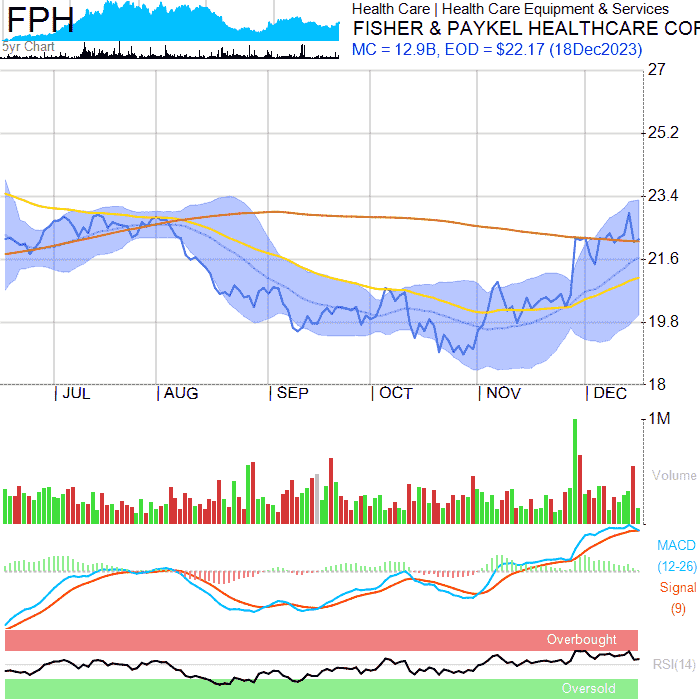 FPH
5yr Chart
Health Care | Health Care Equipment & Services
FISHER & PAYKEL HEALTHCARE COR
MC = 12.9B, EOD = $22.17 (18Dec2023)
27
25.2
23.4
21.6
19.8
18
JUL AUG SEP OCT NOV DEC
1M
Volume
MACD
(12-26)
Signal
(9)
Overbought
RSI(14)
Oversold